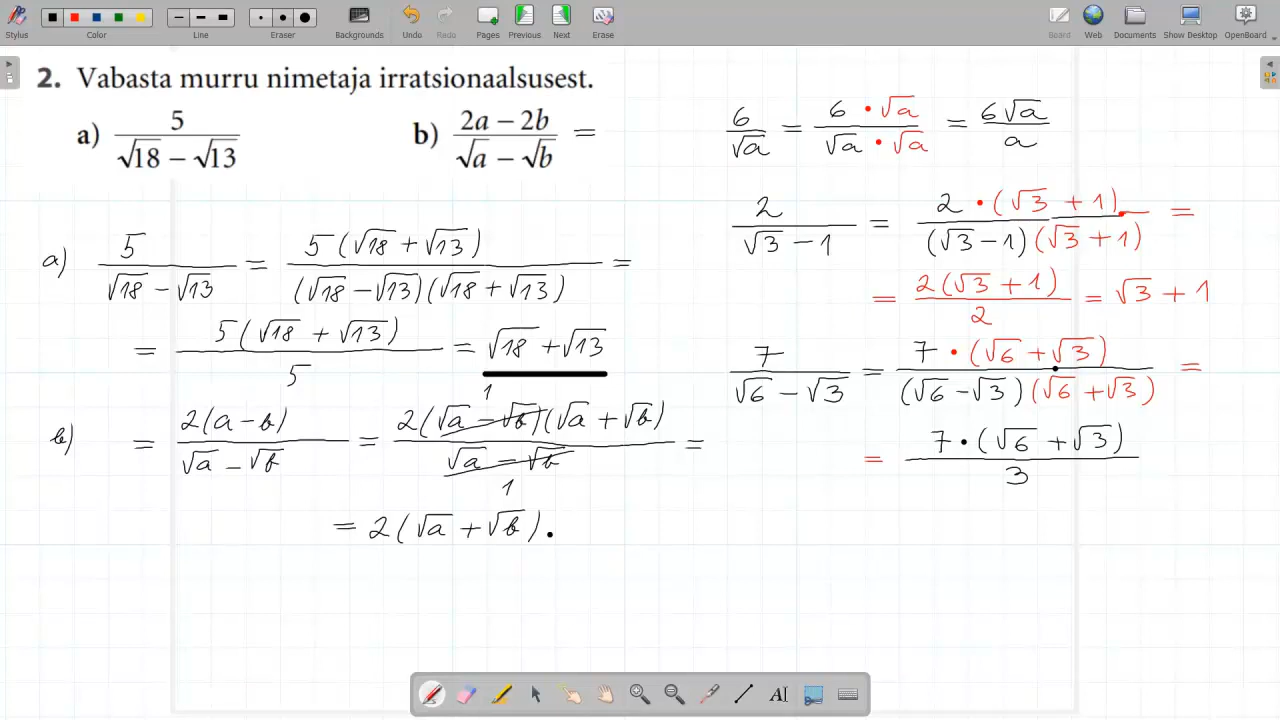 Stylus Color Line Eraser Backgrounds Undo Redo Pages Previous Next Erase Board Web Documents Show Desktop OpenBoard
2. Vabasta murru nimetaja irratsionaalsusest.
a) 5/(√18 − √13) b) (2a − 2b)/(√a − √b) =
a) 5/(√18 − √13) = 5(√18 + √13)/((√18 − √13)(√18 + √13)) =
= 5(√18 + √13)/5 = √18 + √13
b) = 2(a − b)/(√a − √b) = 2(√a − √b)(√a + √b)/(√a − √b) =
1
1
= 2(√a + √b).
6/√a = 6 · √a/(√a · √a) = 6√a/a
2/(√3 − 1) = 2 · (√3 + 1)/((√3 − 1)(√3 + 1)) =
= 2(√3 + 1)/2 = √3 + 1
7/(√6 − √3) = 7 · (√6 + √3)/((√6 − √3)(√6 + √3)) =
= 7 · (√6 + √3)/3
AI